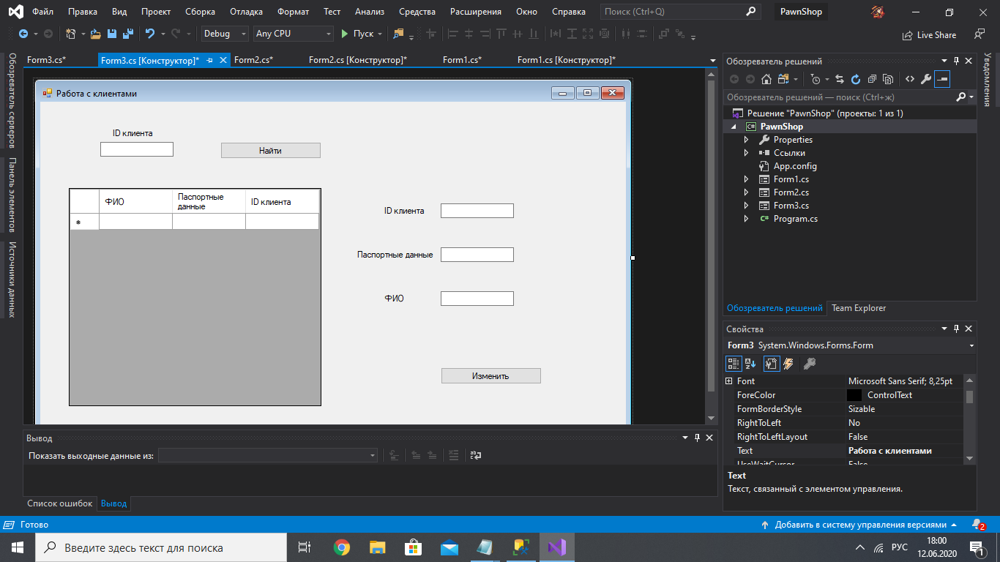 Файл Правка Вид Проект Сборка Отладка Формат Тест Анализ Средства Расширения Окно Справка Поиск (Ctrl+Q) PawnShop
Debug Any CPU Пуск Live Share
Form3.cs* Form3.cs [Конструктор]* Form2.cs* Form2.cs [Конструктор]* Form1.cs* Form1.cs [Конструктор]*
Обозреватель серверов
Панель элементов
Источники данных
Работа с клиентами
ID клиента
Найти
ФИО Паспортные данные ID клиента
*
ID клиента
Паспортные данные
ФИО
Изменить
Вывод
Показать выходные данные из:
Список ошибок Вывод
Обозреватель решений
Обозреватель решений — поиск (Ctrl+ж)
Решение "PawnShop" (проекты: 1 из 1)
C# PawnShop
Properties
Ссылки
App.config
Form1.cs
Form2.cs
Form3.cs
C# Program.cs
Обозреватель решений Team Explorer
Уведомления
Свойства
Form3 System.Windows.Forms.Form
Font Microsoft Sans Serif; 8,25pt
ForeColor ControlText
FormBorderStyle Sizable
RightToLeft No
RightToLeftLayout False
Text Работа с клиентами
UseWaitCursor False
Text
Текст, связанный с элементом управления.
Готово Добавить в систему управления версиями 2
Введите здесь текст для поиска РУС 18:00
12.06.2020 1